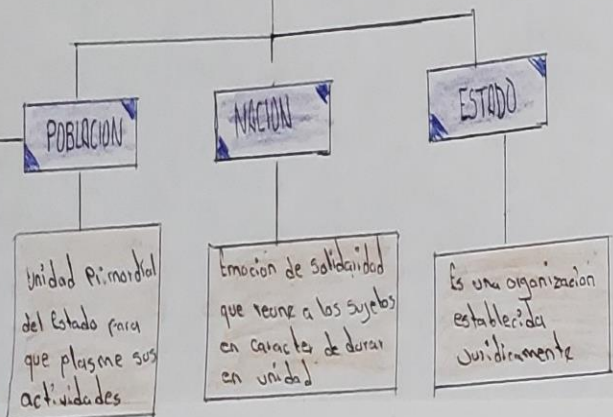 POBLACION
NACION
ESTADO
Unidad Primordial
del Estado para
que plasme sus
actividades
Emoción de solidaridad
que reune a los sujetos
en caracter de durar
en unidad
Es una organizacion
establecida
Juridicamente